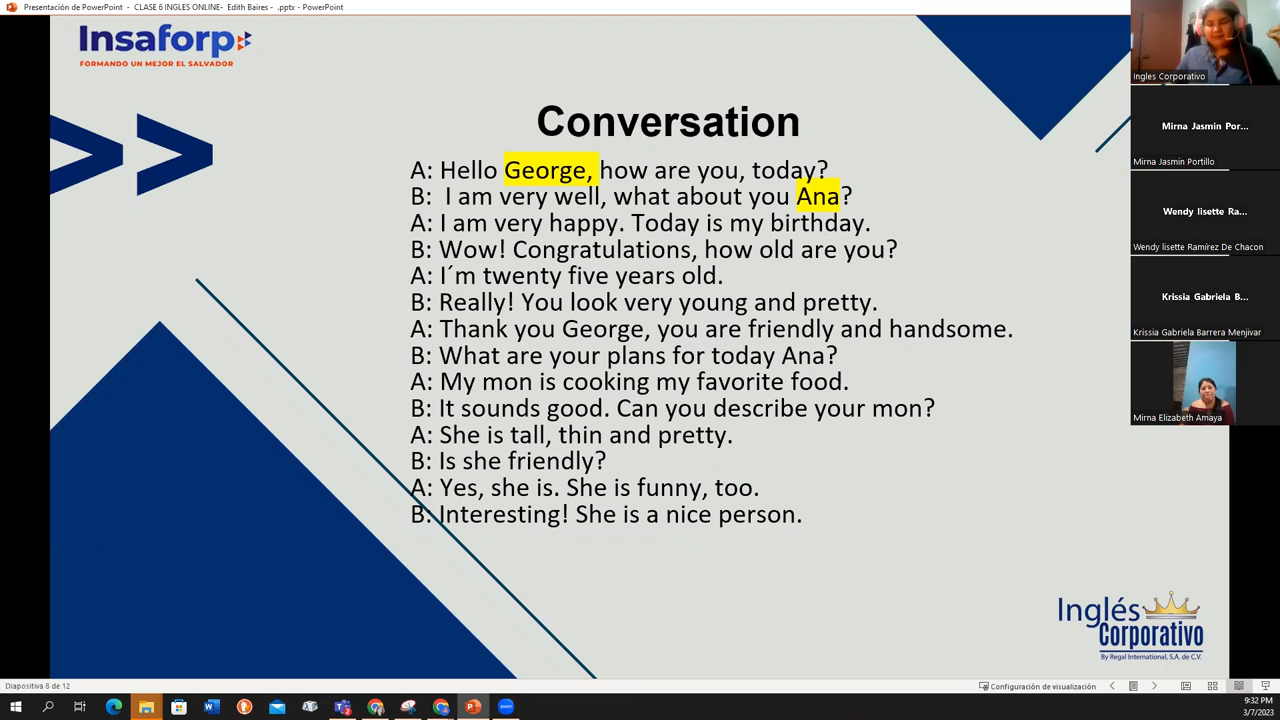 Presentación de PowerPoint - CLASE 6 INGLES ONLINE- Edith Baires - .pptx - PowerPoint
Insaforp
FORMANDO UN MEJOR EL SALVADOR
Conversation
A: Hello George, how are you, today?
B:  I am very well, what about you Ana?
A: I am very happy. Today is my birthday.
B: Wow! Congratulations, how old are you?
A: I´m twenty five years old.
B: Really! You look very young and pretty.
A: Thank you George, you are friendly and handsome.
B: What are your plans for today Ana?
A: My mon is cooking my favorite food.
B: It sounds good. Can you describe your mon?
A: She is tall, thin and pretty.
B: Is she friendly?
A: Yes, she is. She is funny, too.
B: Interesting! She is a nice person.
Inglés
Corporativo
By Regal International, S.A. de C.V.
Ingles Corporativo
Mirna Jasmin Por...
Mirna Jasmin Portillo
Wendy lisette Ra...
Wendy lisette Ramírez De Chacon
Krissia Gabriela B...
Krissia Gabriela Barrera Menjivar
Mirna Elizabeth Amaya
Diapositiva 8 de 12
Configuración de visualización
9:32 PM
3/7/2023